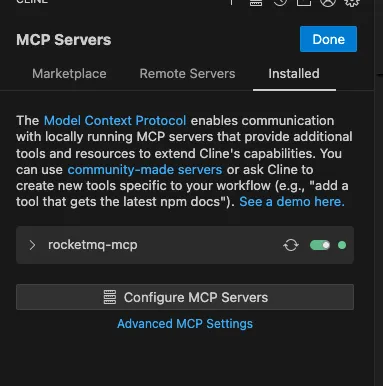 CLINE
MCP Servers
Done
Marketplace
Remote Servers
Installed
The Model Context Protocol enables communication
with locally running MCP servers that provide additional
tools and resources to extend Cline's capabilities. You
can use community-made servers or ask Cline to
create new tools specific to your workflow (e.g., "add a
tool that gets the latest npm docs"). See a demo here.
rocketmq-mcp
Configure MCP Servers
Advanced MCP Settings